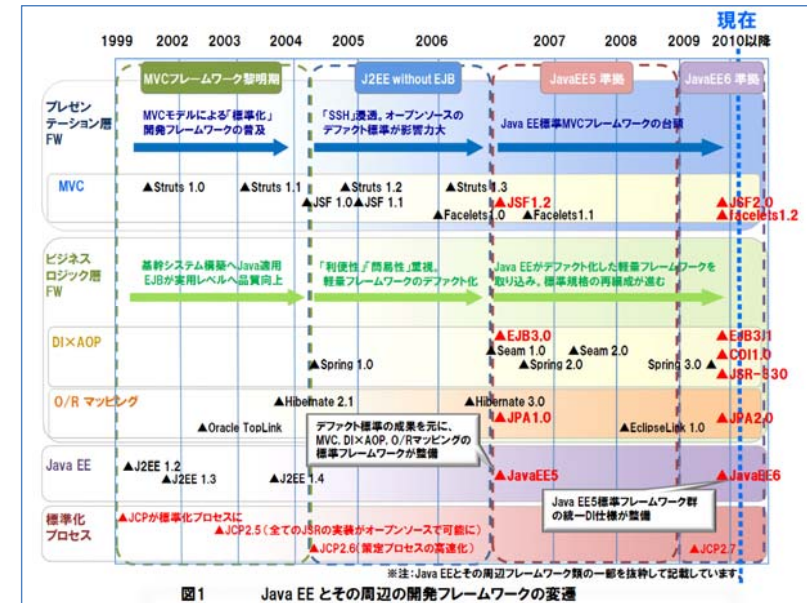 現在
1999 2002 2003 2004 2005 2006 2007 2008 2009 2010以降
MVCフレームワーク黎明期
J2EE without EJB
JavaEE5 準拠
JavaEE6 準拠
プレゼン
テーション層
FW
MVCモデルによる「標準化」
開発フレームワークの普及
「SSH」浸透。オープンソースの
デファクト標準が影響力大
Java EE標準MVCフレームワークの台頭
MVC
▲Struts 1.0
▲Struts 1.1
▲Struts 1.2
▲Struts 1.3
▲JSF 1.0
▲JSF 1.1
▲JSF1.2
▲JSF2.0
▲Facelets1.0
▲Facelets1.1
▲facelets1.2
ビジネス
ロジック層
FW
基幹システム構築へJava適用
EJBが実用レベルへ品質向上
「利便性」「簡易性」重視。
軽量フレームワークのデファクト化
Java EEがデファクト化した軽量フレームワークを
取り込み。標準規格の再編成が進む
DI×AOP
▲EJB3.0
▲EJB3.1
▲Seam 1.0
▲Seam 2.0
▲CDI1.0
▲Spring 1.0
▲Spring 2.0
Spring 3.0▲
▲JSR-330
O/R マッピング
▲Hibernate 2.1
▲Hibernate 3.0
▲JPA1.0
▲JPA2.0
▲Oracle TopLink
▲EclipseLink 1.0
デファクト標準の成果を元に、
MVC、DI×AOP、O/Rマッピングの
標準フレームワークが整備
Java EE
▲J2EE 1.2
▲J2EE 1.3
▲J2EE 1.4
▲JavaEE5
▲JavaEE6
Java EE5標準フレームワーク群
の統一DI仕様が整備
標準化
プロセス
▲JCPが標準化プロセスに
▲JCP2.5(全てのJSRの実装がオープンソースで可能に)
▲JCP2.6(策定プロセスの高速化)
▲JCP2.7
※注:Java EEとその周辺フレームワーク類の一部を抜粋して記載しています
図1 Java EE とその周辺の開発フレームワークの変遷